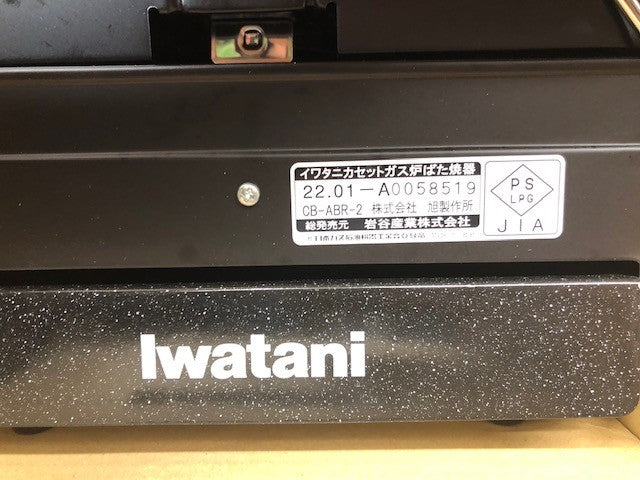 イワタニカセットガス炉ばた焼器
22.01-A0058519
CB-ABR-2 株式会社 旭製作所
総発売元 岩谷産業株式会社
PS
LPG
JIA
Iwatani